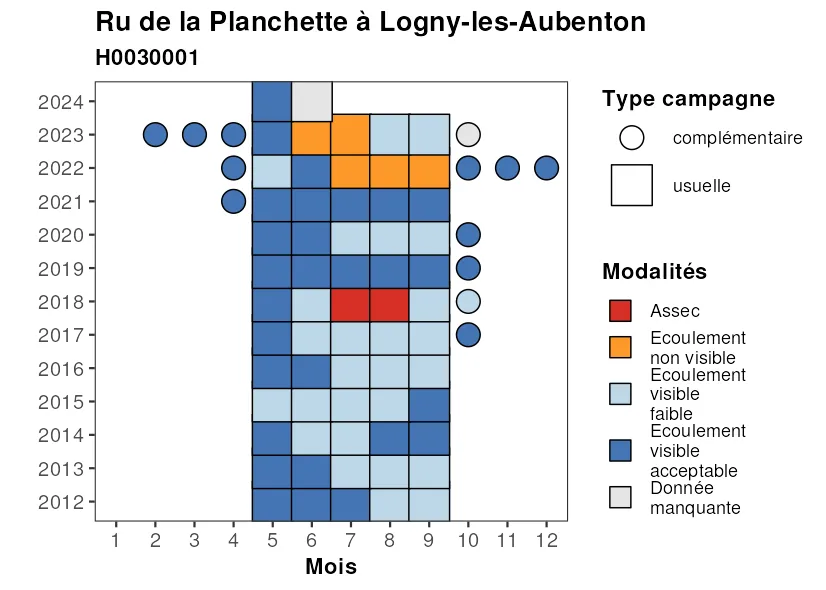 Ru de la Planchette à Logny-les-Aubenton
H0030001
2024
2023
2022
2021
2020
2019
2018
2017
2016
2015
2014
2013
2012
1 2 3 4 5 6 7 8 9 10 11 12
Mois
Type campagne
complémentaire
usuelle
Modalités
Assec
Ecoulement
non visible
Ecoulement
visible
faible
Ecoulement
visible
acceptable
Donnée
manquante